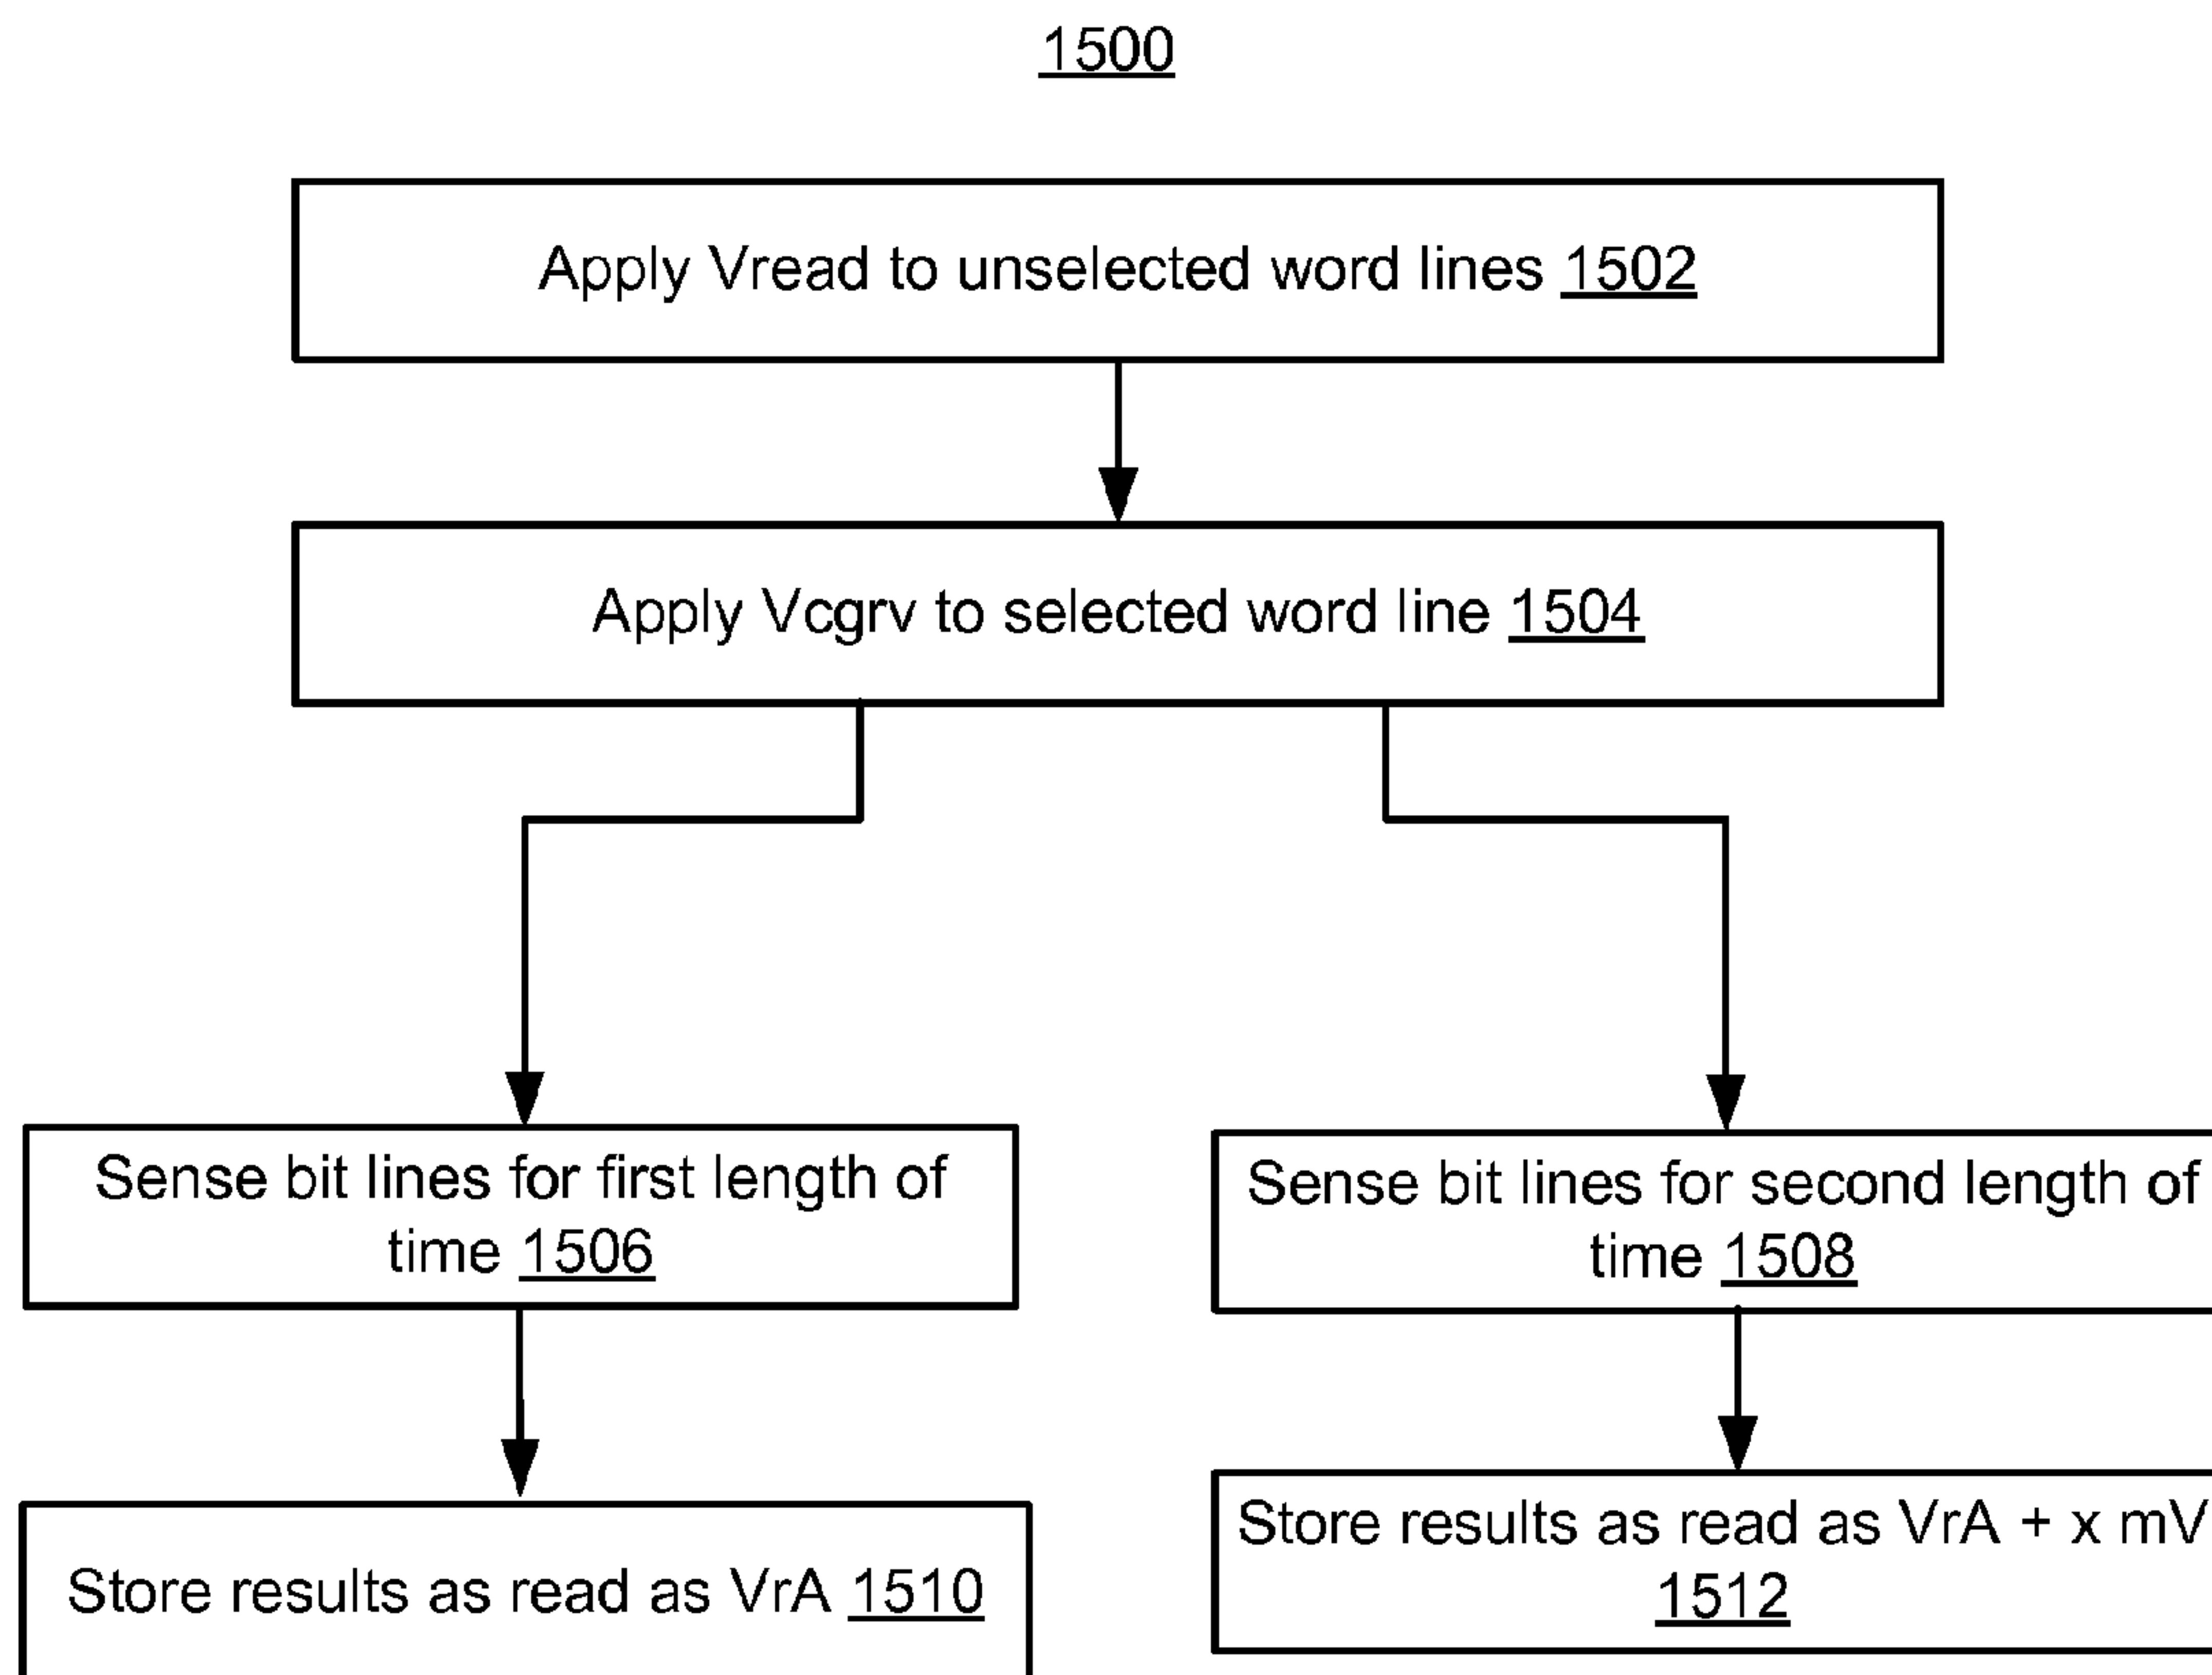 1500
Apply Vread to unselected word lines 1502
Apply Vcgrv to selected word line 1504
Sense bit lines for first length of
time 1506
Sense bit lines for second length of
time 1508
Store results as read as VrA 1510
Store results as read as VrA + x mV
1512